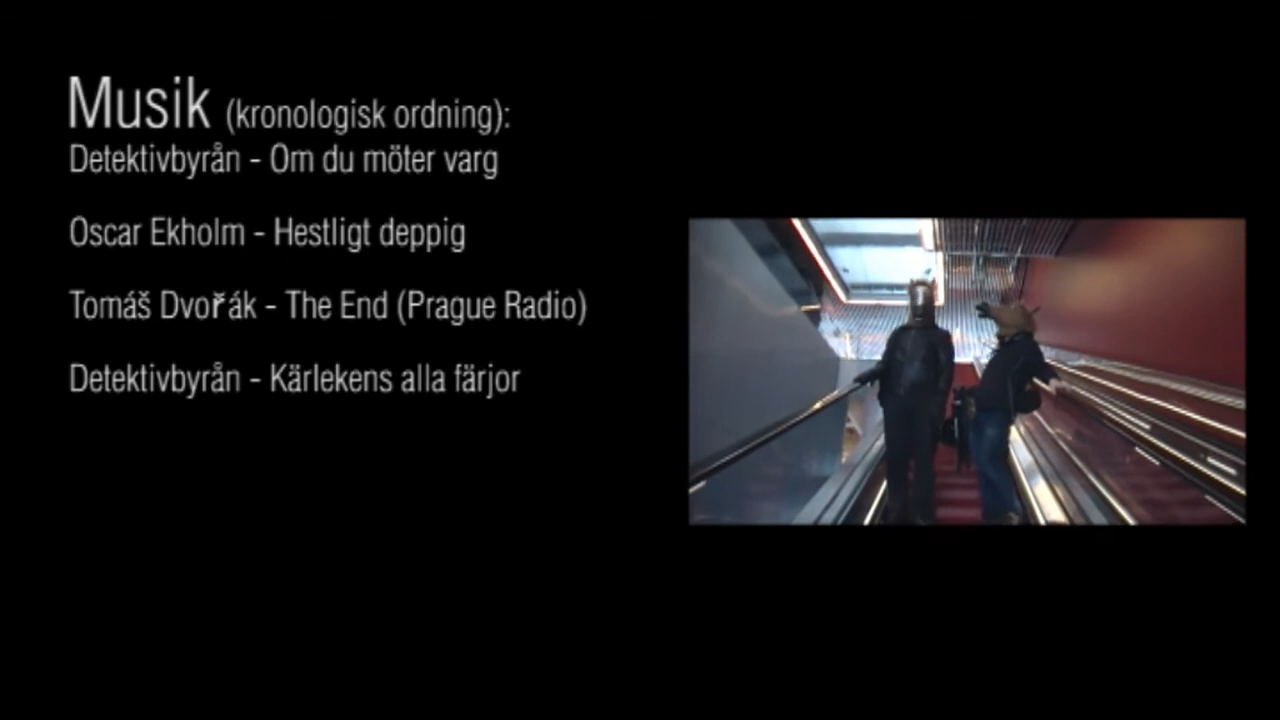 Musik (kronologisk ordning):
Detektivbyrån - Om du möter varg
Oscar Ekholm - Hestligt deppig
Tomáš Dvořák - The End (Prague Radio)
Detektivbyrån - Kärlekens alla färjor